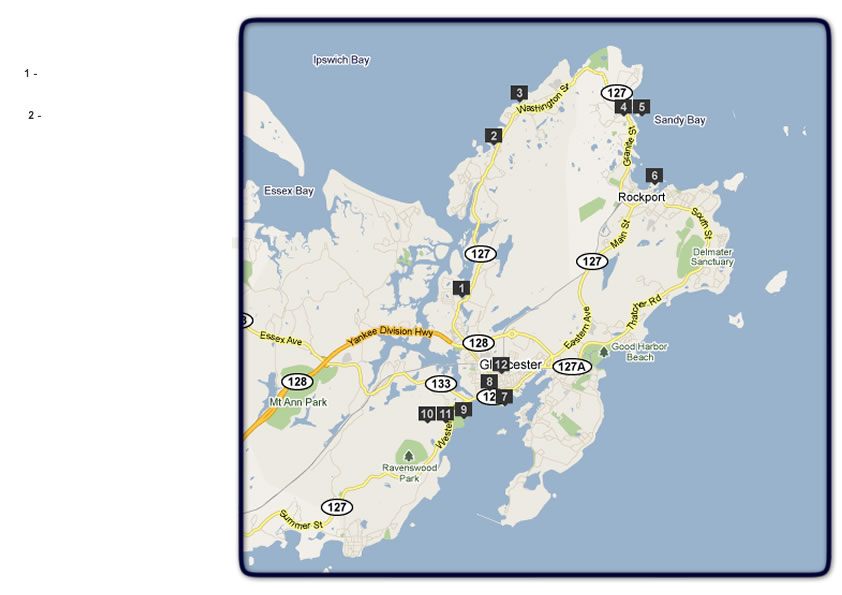 1 -
2 -
Ipswich Bay
3
Washington St
127
4
5
Sandy Bay
2
Granite St
6
Essex Bay
Rockport
South St
Main St
127
127
Delmater
Sanctuary
1
Thatcher Rd
Essex Ave
Yankee Division Hwy
128
Eastern Ave
Good Harbor
Beach
12
127A
128
133
8
7
Mt Ann Park
10
11
9
Ravenswood
Park
127
Summer St